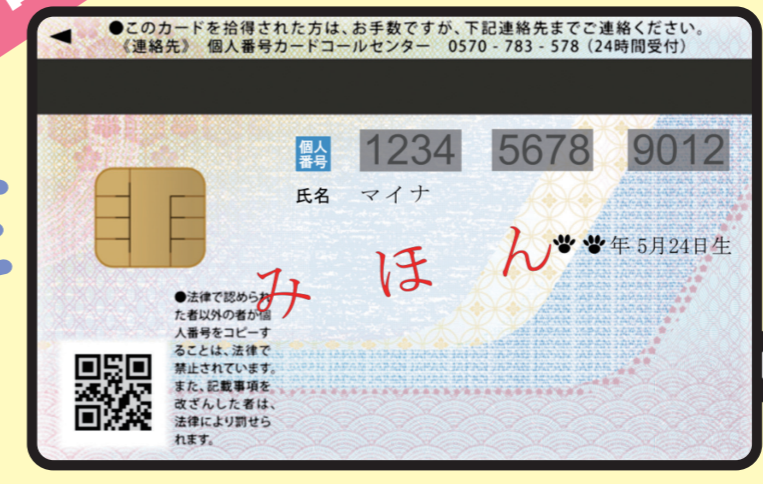 ●このカードを拾得された方は、お手数ですが、下記連絡先までご連絡ください。
《連絡先》 個人番号カードコールセンター 0570 - 783 - 578 (24時間受付)
個人
番号
1234 5678 9012
氏名 マイナ
年 5月24日生
みほん
●法律で認められ
た者以外の者が個
人番号をコピーす
ることは、法律で
禁止されています。
また、記載事項を
改ざんした者は、
法律により罰せら
れます。